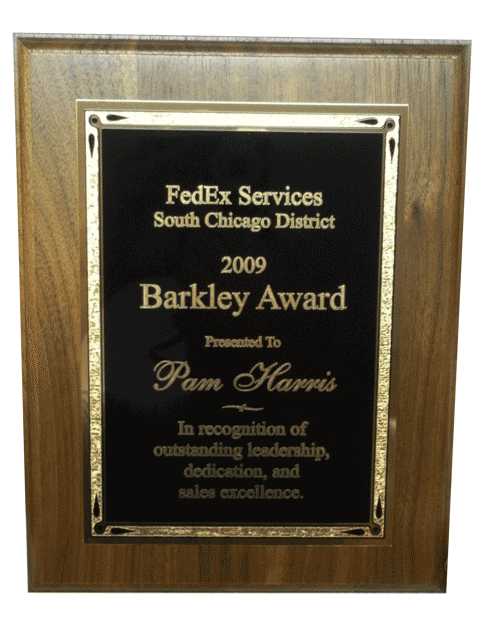 FedEx Services
South Chicago District
2009
Barkley Award
Presented To
Pam Harris
In recognition of
outstanding leadership,
dedication, and
sales excellence.